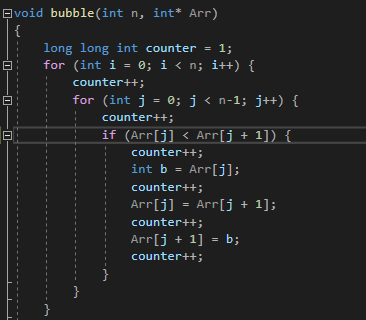 void bubble(int n, int* Arr)
{
    long long int counter = 1;
    for (int i = 0; i < n; i++) {
        counter++;
        for (int j = 0; j < n-1; j++) {
            counter++;
            if (Arr[j] < Arr[j + 1]) {
                counter++;
                int b = Arr[j];
                counter++;
                Arr[j] = Arr[j + 1];
                counter++;
                Arr[j + 1] = b;
                counter++;
            }
        }
    }